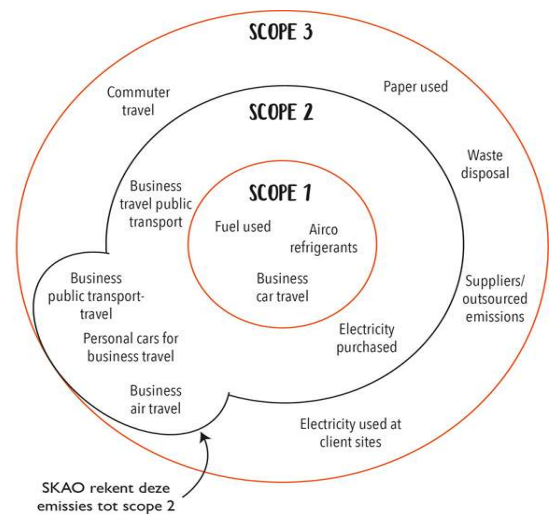 SCOPE 3
Commuter
travel
Paper used
SCOPE 2
Waste
disposal
Business
travel public
transport
SCOPE 1
Fuel used
Airco
refrigerants
Business
car travel
Business
public transport-
travel
Suppliers/
outsourced
emissions
Personal cars for
business travel
Electricity
purchased
Business
air travel
Electricity used at
client sites
SKAO rekent deze
emissies tot scope 2